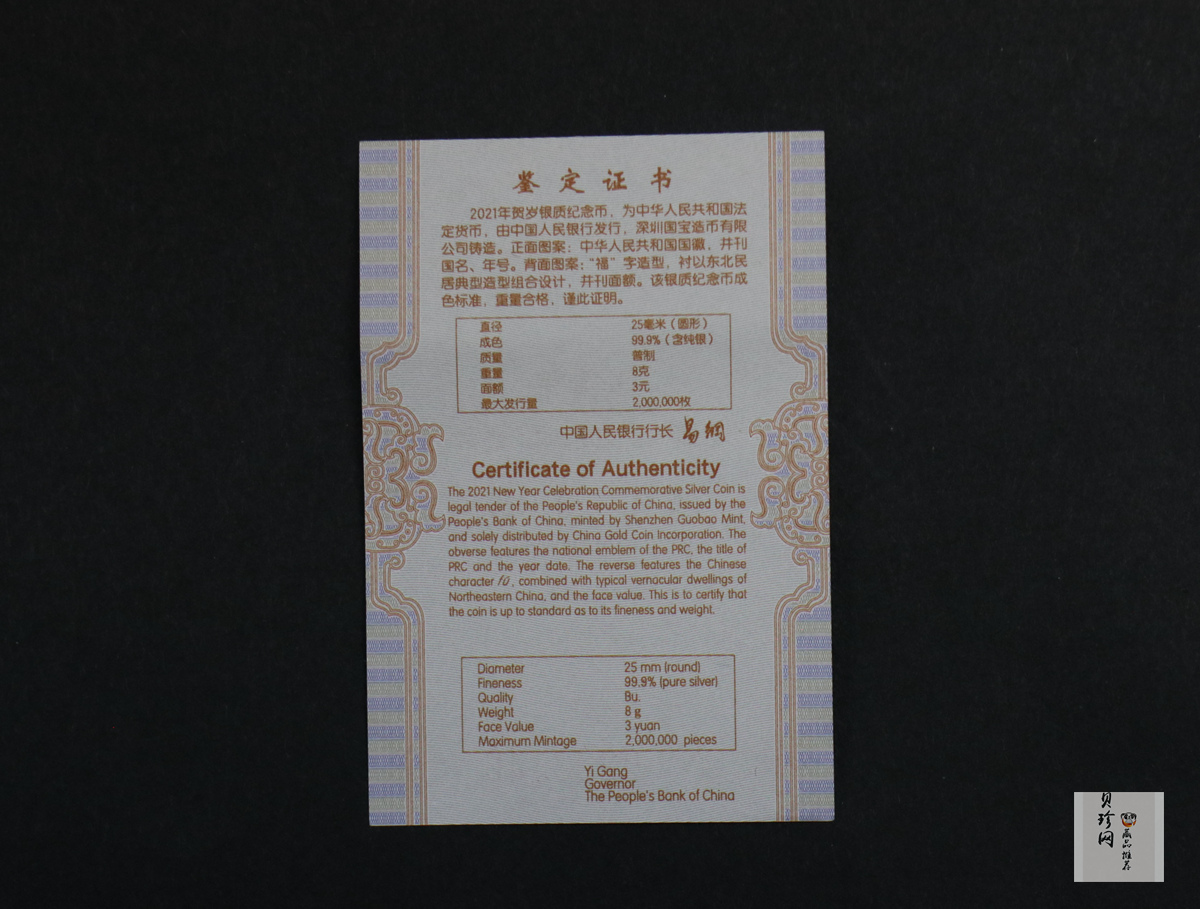 鉴定证书
2021年贺岁银质纪念币，为中华人民共和国法
定货币，由中国人民银行发行，深圳国宝造币有限
公司铸造。正面图案：中华人民共和国国徽，并刊
国名、年号。背面图案：“福”字造型，衬以东北民
居典型造型组合设计，并刊面额。该银质纪念币成
色标准，重量合格，谨此证明。
直径 25毫米（圆形）
成色 99.9%（含纯银）
质量 普制
重量 8克
面额 3元
最大发行量 2,000,000枚
中国人民银行行长 易纲
Certificate of Authenticity
The 2021 New Year Celebration Commemorative Silver Coin is
legal tender of the People's Republic of China, issued by the
People's Bank of China, minted by Shenzhen Guobao Mint,
and solely distributed by China Gold Coin Incorporation. The
obverse features the national emblem of the PRC, the title of
PRC and the year date. The reverse features the Chinese
character fú, combined with typical vernacular dwellings of
Northeastern China, and the face value. This is to certify that
the coin is up to standard as to its fineness and weight.
Diameter 25 mm (round)
Fineness 99.9% (pure silver)
Quality Bu.
Weight 8 g
Face Value 3 yuan
Maximum Mintage 2,000,000 pieces
Yi Gang
Governor
The People's Bank of China
贝珍网
藏品推荐